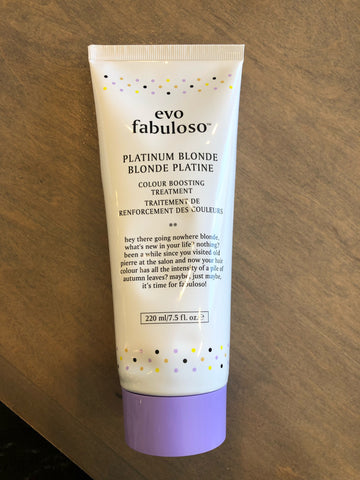 evo
fabuloso™
PLATINUM BLONDE
BLONDE PLATINE
COLOUR BOOSTING
TREATMENT
TRAITEMENT DE
RENFORCEMENT DES COULEURS
**
hey there going nowhere blonde,
what's new in your life? nothing?
been a while since you visited old
pierre at the salon and now your hair
colour has all the intensity of a pile of
autumn leaves? maybe, just maybe,
it's time for fabuloso!
220 ml/7.5 fl. oz. ℮